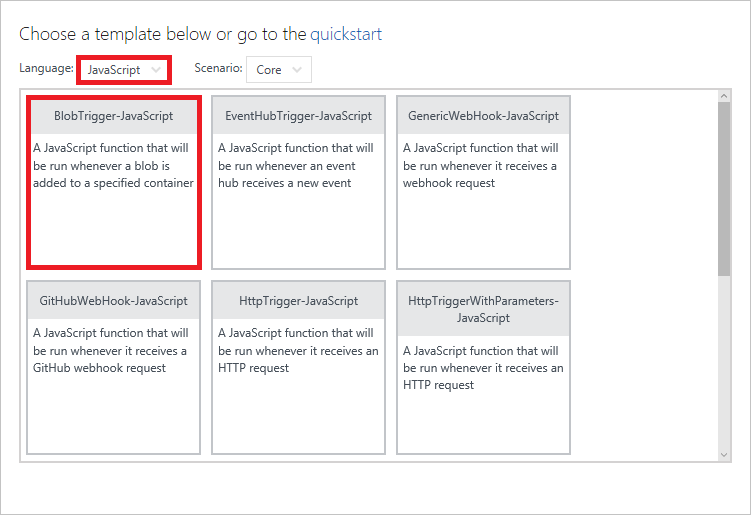 Choose a template below or go to the quickstart
Language: JavaScript Scenario: Core
BlobTrigger-JavaScript
A JavaScript function that will
be run whenever a blob is
added to a specified container
EventHubTrigger-JavaScript
A JavaScript function that will
be run whenever an event
hub receives a new event
GenericWebHook-JavaScript
A JavaScript function that will
be run whenever it receives a
webhook request
GitHubWebHook-JavaScript
A JavaScript function that will
be run whenever it receives a
GitHub webhook request
HttpTrigger-JavaScript
A JavaScript function that will
be run whenever it receives an
HTTP request
HttpTriggerWithParameters-
JavaScript
A JavaScript function that will
be run whenever it receives an
HTTP request